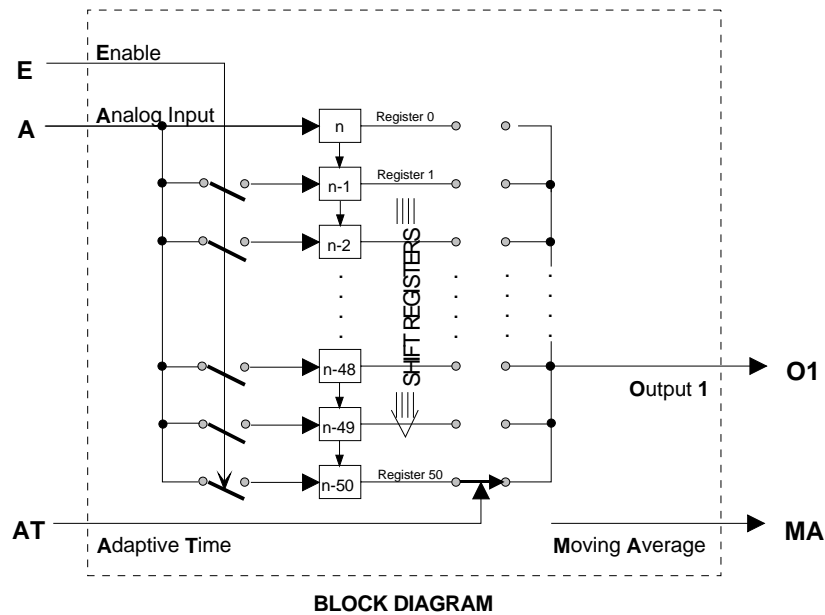 E
Enable
A
Analog Input
n
Register 0
n-1
Register 1
n-2
SHIFT REGISTERS
n-48
O1
Output 1
n-49
n-50
Register 50
AT
Adaptive Time
Moving Average
MA
BLOCK DIAGRAM